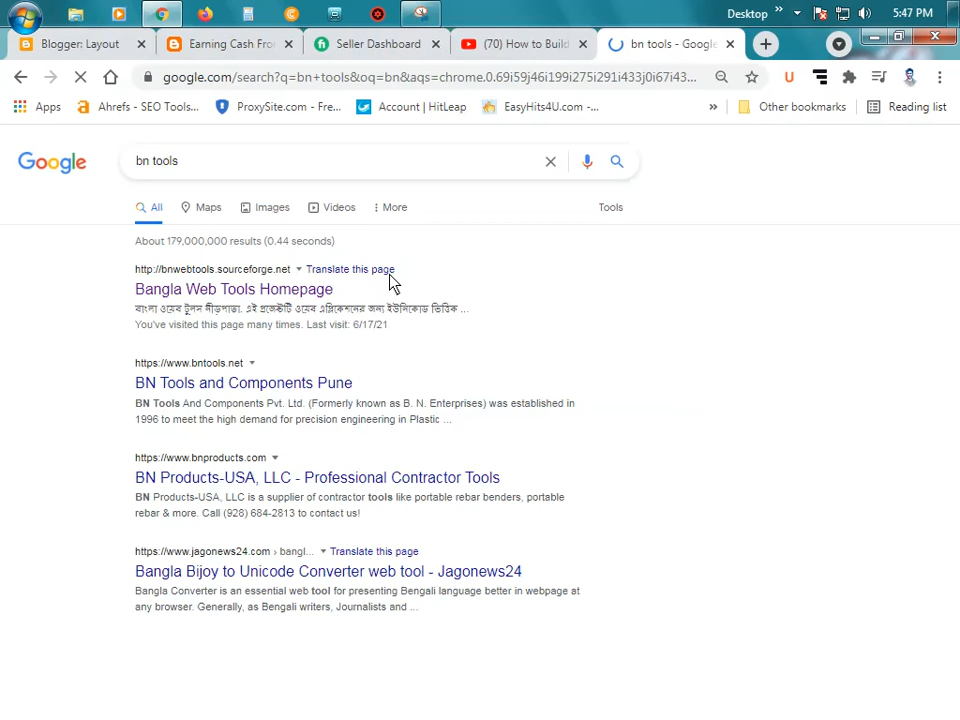 Desktop » 5:47 PM
Blogger: Layout Earning Cash Fro Seller Dashboard (70) How to Build bn tools - Google
google.com/search?q=bn+tools&oq=bn&aqs=chrome.0.69i59j46i199i275i291i433j0i67i43...
Apps Ahrefs - SEO Tools... ProxySite.com - Fre... Account | HitLeap EasyHits4U.com -... » Other bookmarks Reading list
Google bn tools
All Maps Images Videos More Tools
About 179,000,000 results (0.44 seconds)
http://bnwebtools.sourceforge.net Translate this page
Bangla Web Tools Homepage
বাংলা ওয়েব টুলস নীড়পাতা. এই প্রজেক্টটি ওয়েব এপ্লিকেশনের জন্য ইউনিকোড ভিত্তিক ...
You've visited this page many times. Last visit: 6/17/21
https://www.bntools.net
BN Tools and Components Pune
BN Tools And Components Pvt. Ltd. (Formerly known as B. N. Enterprises) was established in
1996 to meet the high demand for precision engineering in Plastic ...
https://www.bnproducts.com
BN Products-USA, LLC - Professional Contractor Tools
BN Products-USA, LLC is a supplier of contractor tools like portable rebar benders, portable
rebar & more. Call (928) 684-2813 to contact us!
https://www.jagonews24.com › bangl... Translate this page
Bangla Bijoy to Unicode Converter web tool - Jagonews24
Bangla Converter is an essential web tool for presenting Bengali language better in webpage at
any browser. Generally, as Bengali writers, Journalists and ...